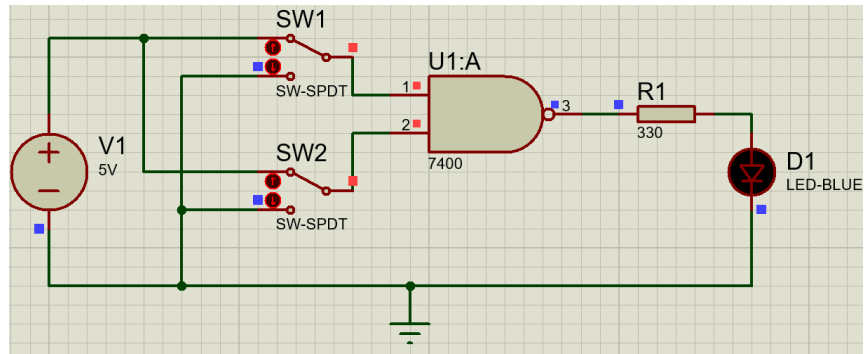 SW1
SW-SPDT
V1
5V
SW2
SW-SPDT
U1:A
1
2
3
7400
R1
330
D1
LED-BLUE